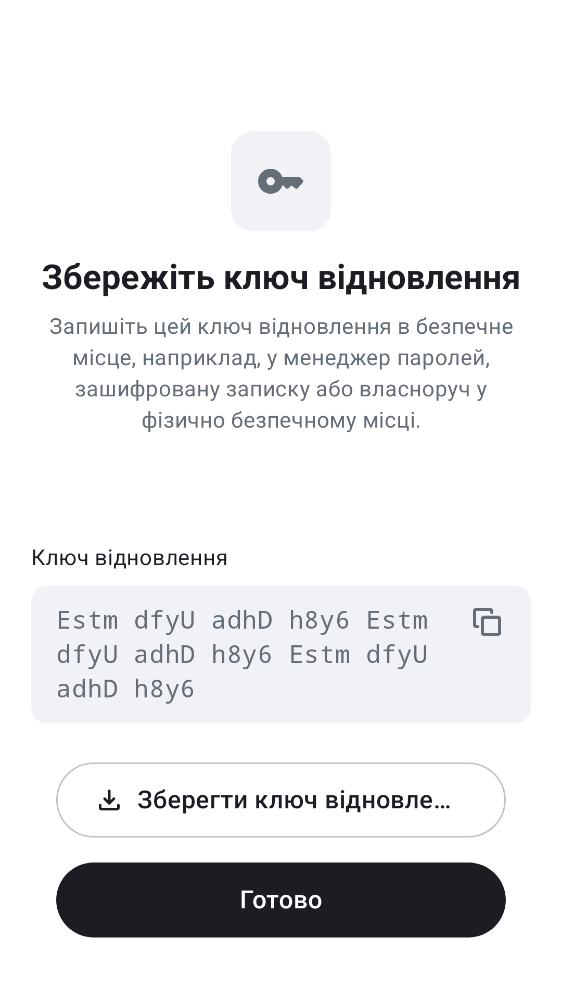 Збережіть ключ відновлення
Запишіть цей ключ відновлення в безпечне
місце, наприклад, у менеджер паролей,
зашифровану записку або власноруч у
фізично безпечному місці.
Ключ відновлення
Estm dfyU adhD h8y6 Estm
dfyU adhD h8y6 Estm dfyU
adhD h8y6
Зберегти ключ відновле…
Готово